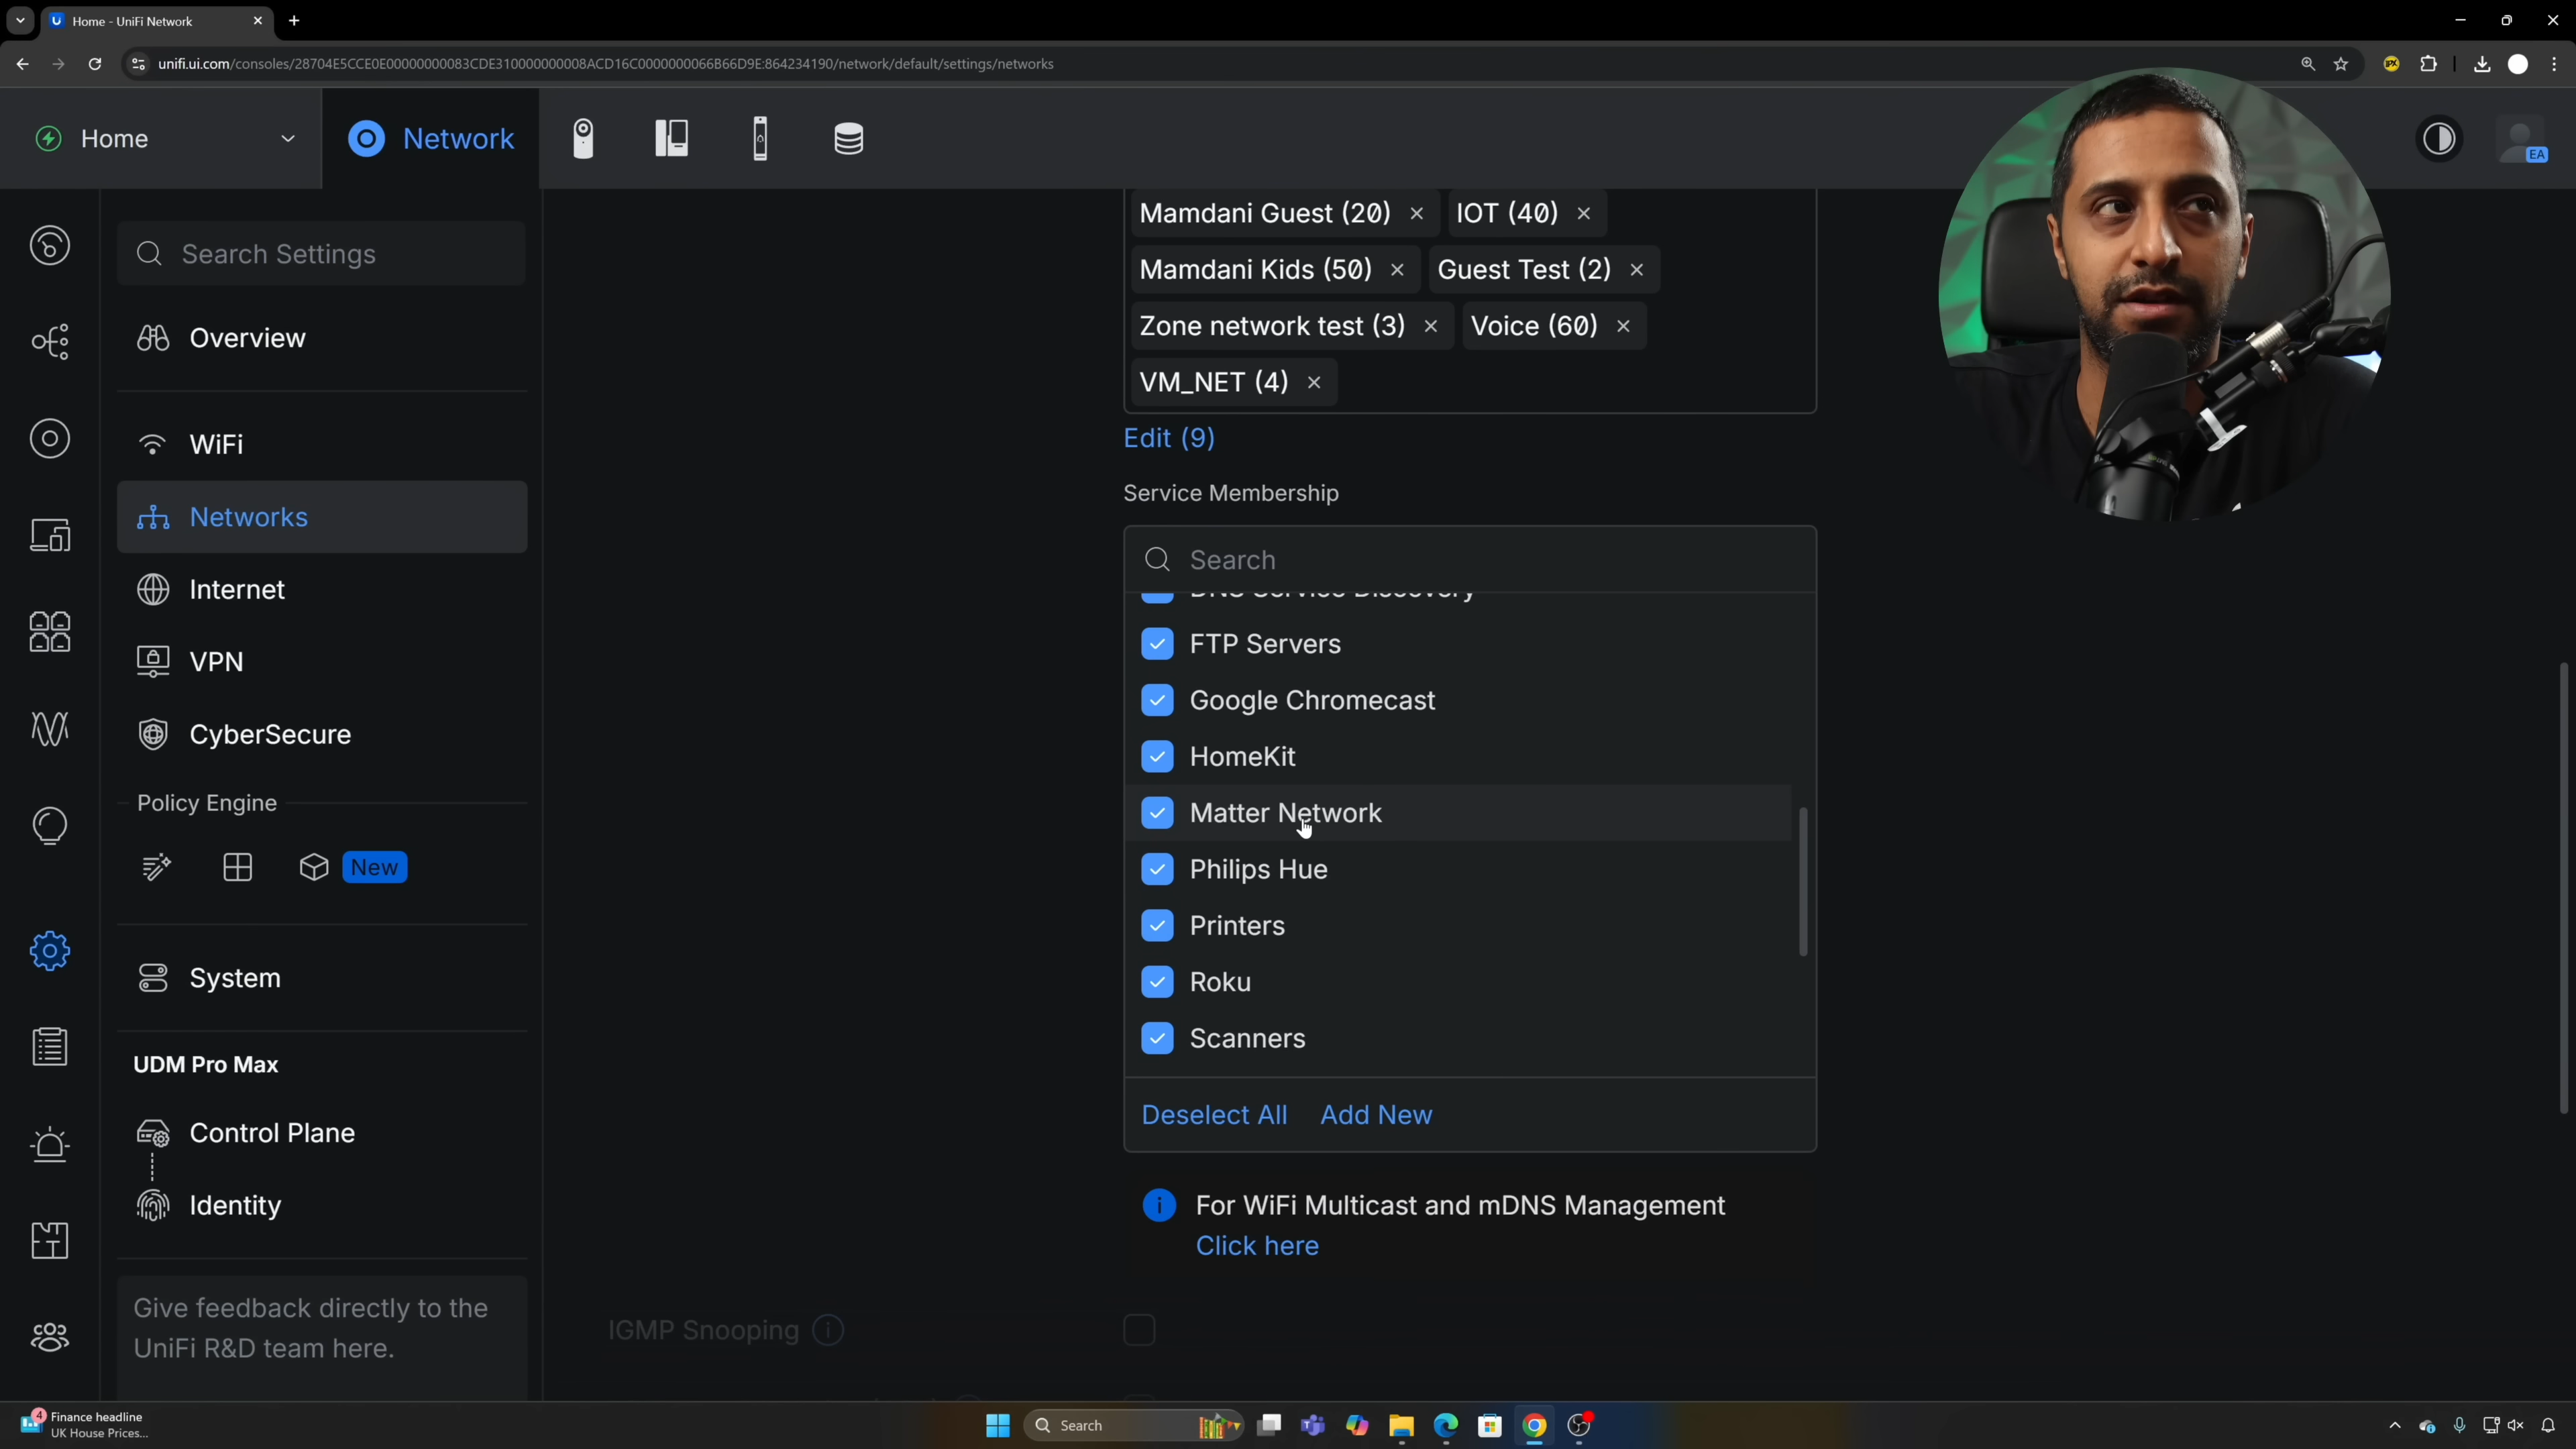 Home - UniFi Network
unifi.ui.com/consoles/28704E5CCE0E00000000083CDE310000000008ACD16C0000000066B66D9E:864234190/network/default/settings/networks
Home
Network
EA
Search Settings
Overview
WiFi
Networks
Internet
VPN
CyberSecure
Policy Engine
New
System
UDM Pro Max
Control Plane
Identity
Give feedback directly to the
UniFi R&D team here.
Mamdani Guest (20) IOT (40)
Mamdani Kids (50) Guest Test (2)
Zone network test (3) Voice (60)
VM_NET (4)
Edit (9)
Service Membership
Search
DNS Service Discovery
FTP Servers
Google Chromecast
HomeKit
Matter Network
Philips Hue
Printers
Roku
Scanners
Deselect All Add New
For WiFi Multicast and mDNS Management
Click here
IGMP Snooping
4
Finance headline
UK House Prices...
Search